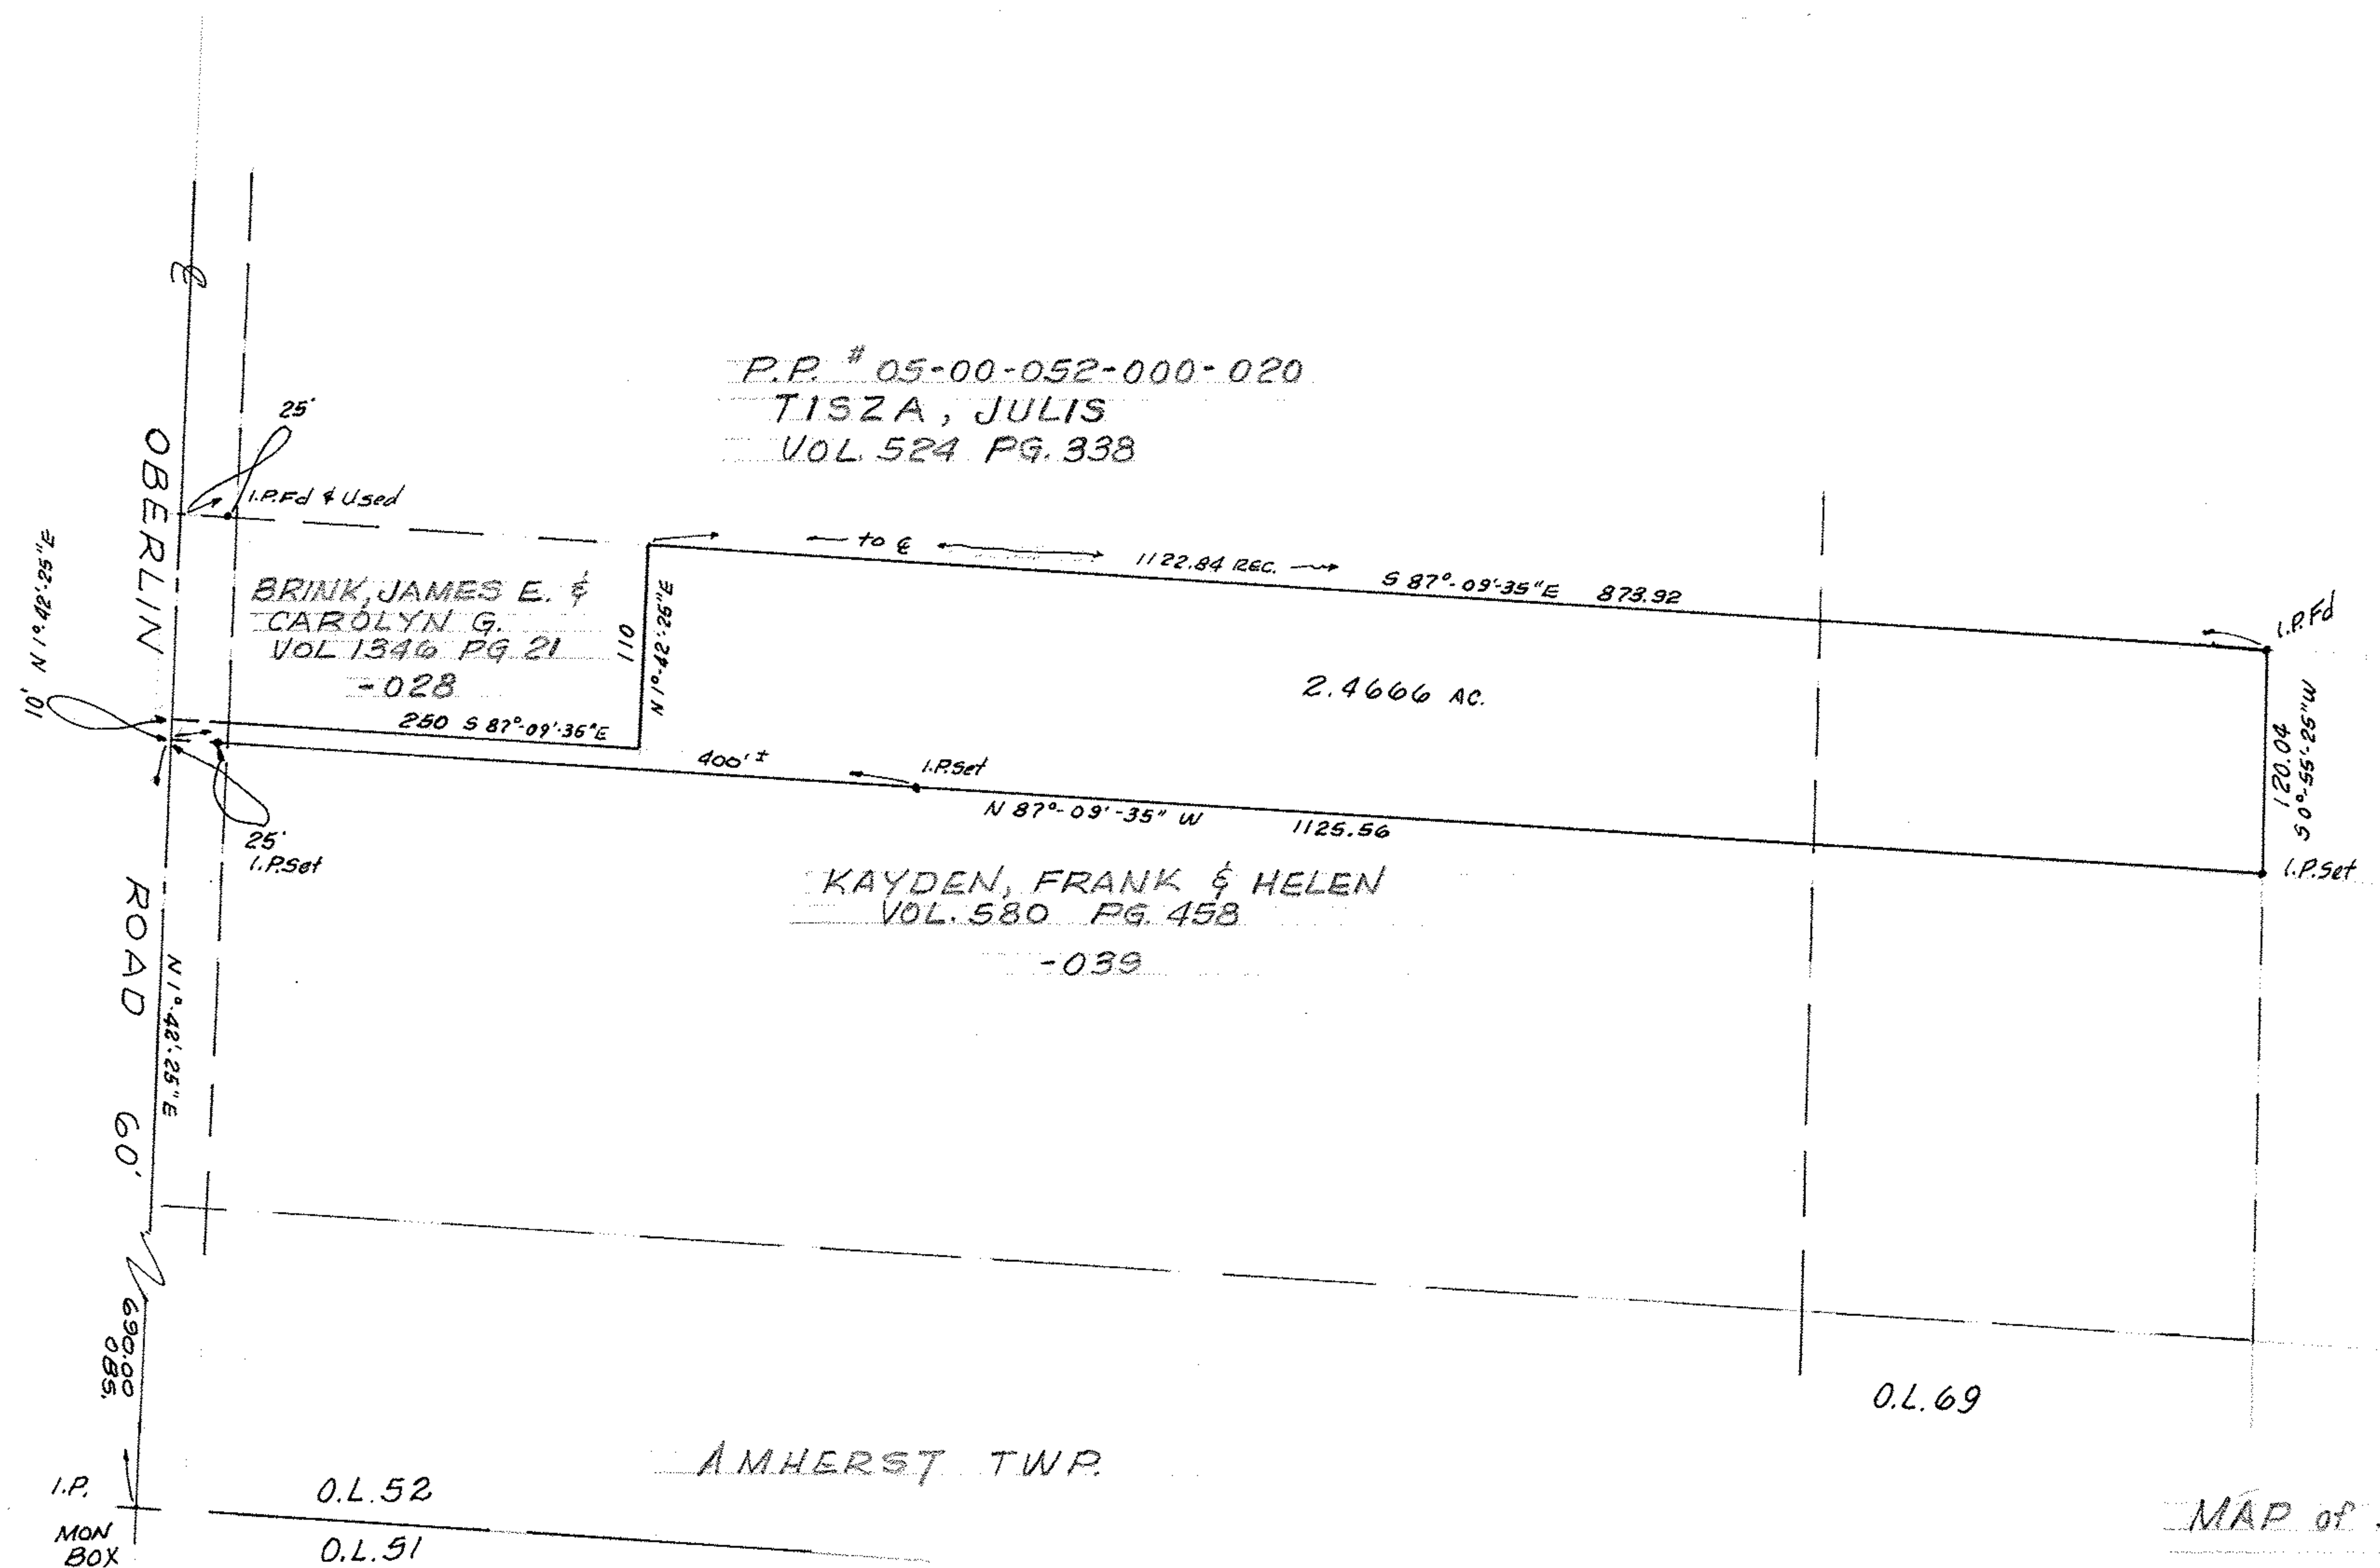 P.P. # 05-00-052-000-020
TISZA, JULIS
VOL. 524 PG. 338
℄
25'
I.P.Fd & Used
OBERLIN ROAD 60'
10' N 1°-42'-25"E
BRINK, JAMES E. &
CAROLYN G.
VOL 1346 PG 21
-028
110
N 1°-42'-25"E
← to ℄ ←→
1122.84 REC. →
S 87°-09'-35"E 873.92
I.P.Fd
2.4666 AC.
120.04
S 0°-55'-25"W
250 S 87°-09'-35"E
400'±
I.P.Set
N 87°-09'-35" W 1125.56
I.P.Set
25'
I.P.Set
KAYDEN, FRANK & HELEN
VOL. 580 PG. 458
-039
N 1°-42'-25"E
690.00
OBS.
O.L.69
AMHERST TWP.
I.P.
MON
BOX
O.L.52
O.L.51
MAP of